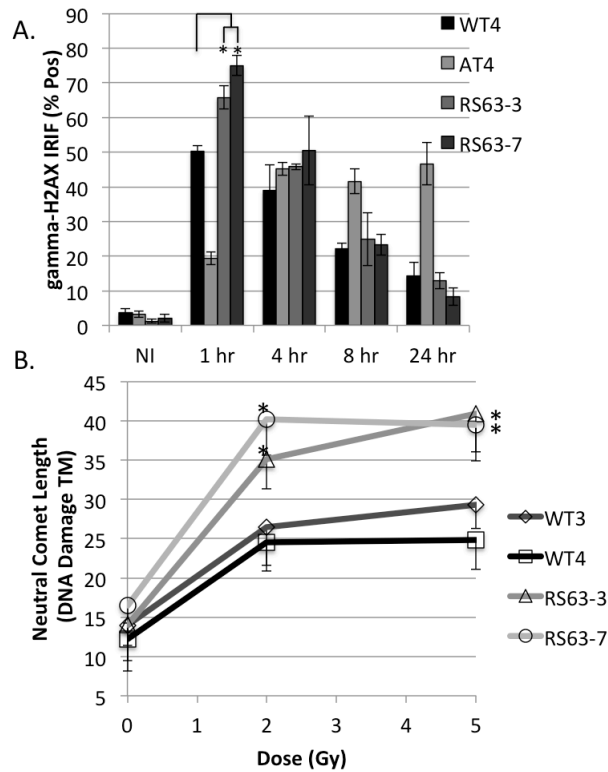 A.
gamma-H2AX IRIF (% Pos)
90
80
70
60
50
40
30
20
10
0
* *
WT4
AT4
RS63-3
RS63-7
NI 1 hr 4 hr 8 hr 24 hr
B.
Neutral Comet Length
(DNA Damage TM)
45
40
35
30
25
20
15
10
5
*
*
*
*
WT3
WT4
RS63-3
RS63-7
0 1 2 3 4 5
Dose (Gy)